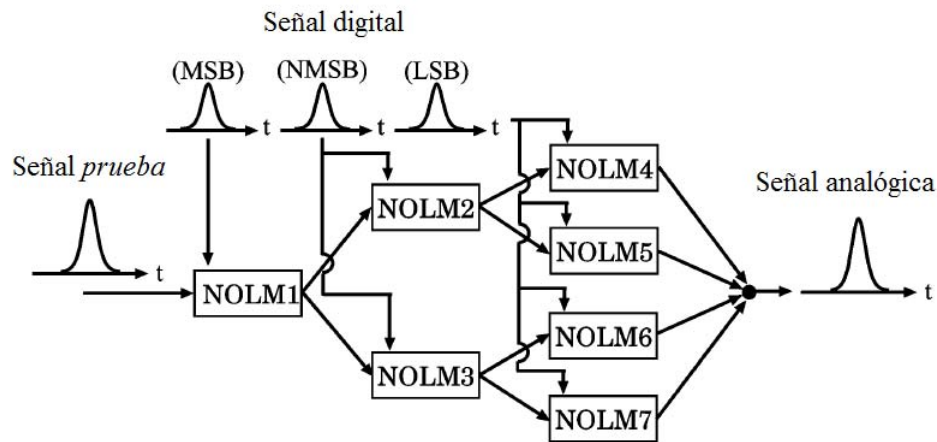 Señal digital
(MSB) (NMSB) (LSB)
t t t
Señal prueba
t
NOLM1
NOLM2
NOLM3
NOLM4
NOLM5
NOLM6
NOLM7
Señal analógica
t